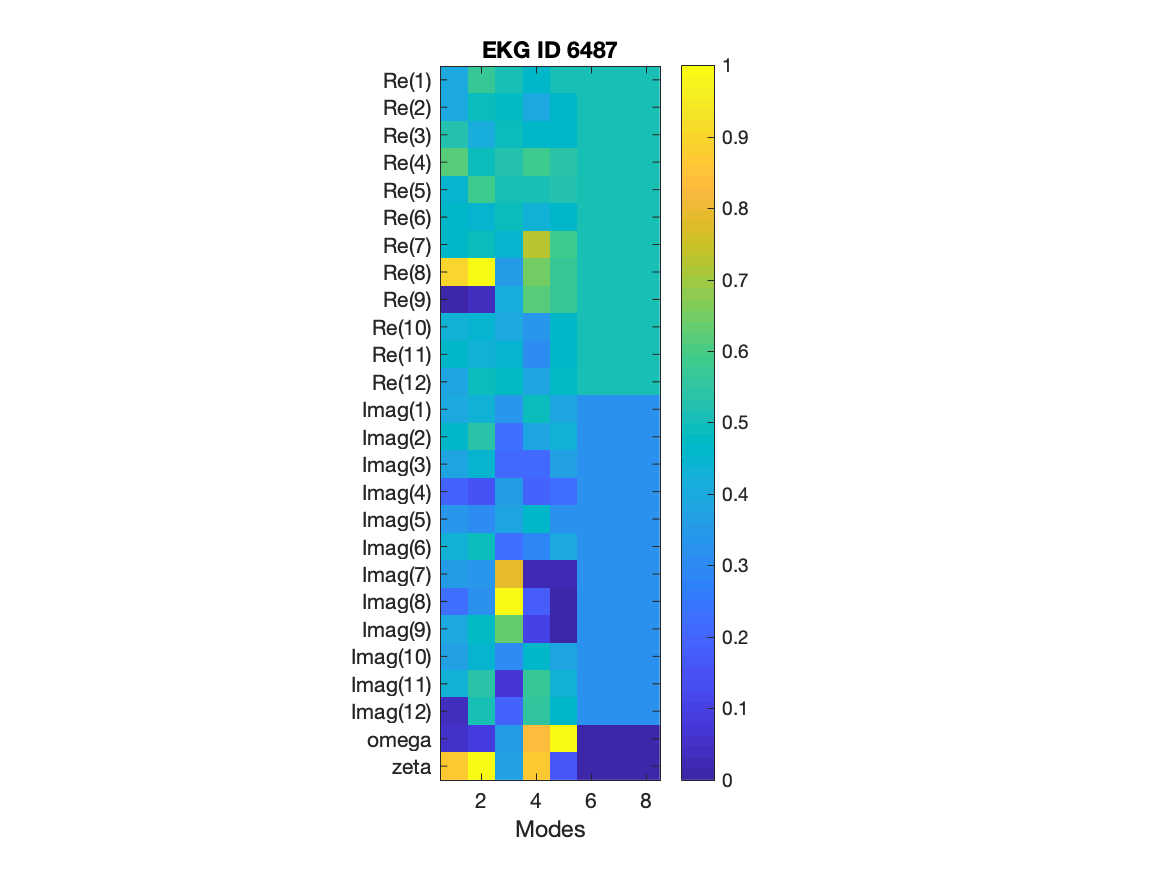 EKG ID 6487
Re(1)
Re(2)
Re(3)
Re(4)
Re(5)
Re(6)
Re(7)
Re(8)
Re(9)
Re(10)
Re(11)
Re(12)
Imag(1)
Imag(2)
Imag(3)
Imag(4)
Imag(5)
Imag(6)
Imag(7)
Imag(8)
Imag(9)
Imag(10)
Imag(11)
Imag(12)
omega
zeta
2 4 6 8
Modes
1
0.9
0.8
0.7
0.6
0.5
0.4
0.3
0.2
0.1
0